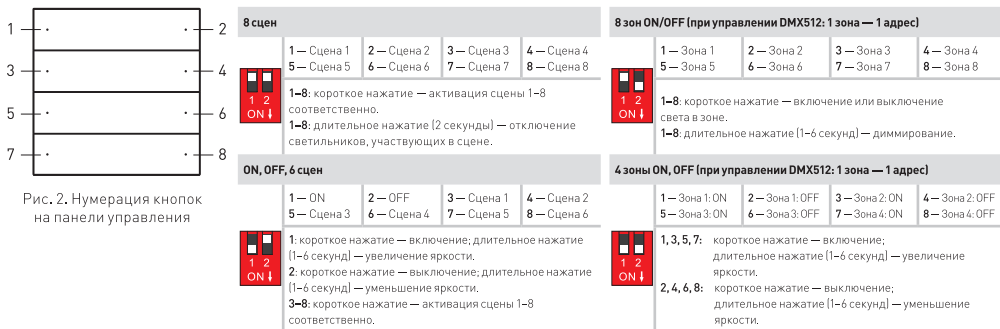 1
2
3
4
5
6
7
8
Рис. 2. Нумерация кнопок
на панели управления
8 сцен
1 — Сцена 1 2 — Сцена 2 3 — Сцена 3 4 — Сцена 4
5 — Сцена 5 6 — Сцена 6 7 — Сцена 7 8 — Сцена 8
1 2
ON ↓
1–8: короткое нажатие — активация сцены 1–8
соответственно.
1–8: длительное нажатие (2 секунды) — отключение
светильников, участвующих в сцене.
8 зон ON/OFF (при управлении DMX512: 1 зона — 1 адрес)
1 — Зона 1 2 — Зона 2 3 — Зона 3 4 — Зона 4
5 — Зона 5 6 — Зона 6 7 — Зона 7 8 — Зона 8
1 2
ON ↓
1–8: короткое нажатие — включение или выключение
света в зоне.
1–8: длительное нажатие (1–6 секунд) — диммирование.
ON, OFF, 6 сцен
1 — ON 2 — OFF 3 — Сцена 1 4 — Сцена 2
5 — Сцена 3 6 — Сцена 4 7 — Сцена 5 8 — Сцена 6
1 2
ON ↓
1: короткое нажатие — включение; длительное нажатие
(1–6 секунд) — увеличение яркости.
2: короткое нажатие — выключение; длительное нажатие
(1–6 секунд) — уменьшение яркости.
3–8: короткое нажатие — активация сцены 1–8
соответственно.
4 зоны ON, OFF (при управлении DMX512: 1 зона — 1 адрес)
1 — Зона 1: ON 2 — Зона 1: OFF 3 — Зона 2: ON 4 — Зона 2: OFF
5 — Зона 3: ON 6 — Зона 3: OFF 7 — Зона 4: ON 8 — Зона 4: OFF
1 2
ON ↓
1, 3, 5, 7: короткое нажатие — включение;
длительное нажатие (1–6 секунд) — увеличение
яркости.
2, 4, 6, 8: короткое нажатие — выключение;
длительное нажатие (1–6 секунд) — уменьшение
яркости.